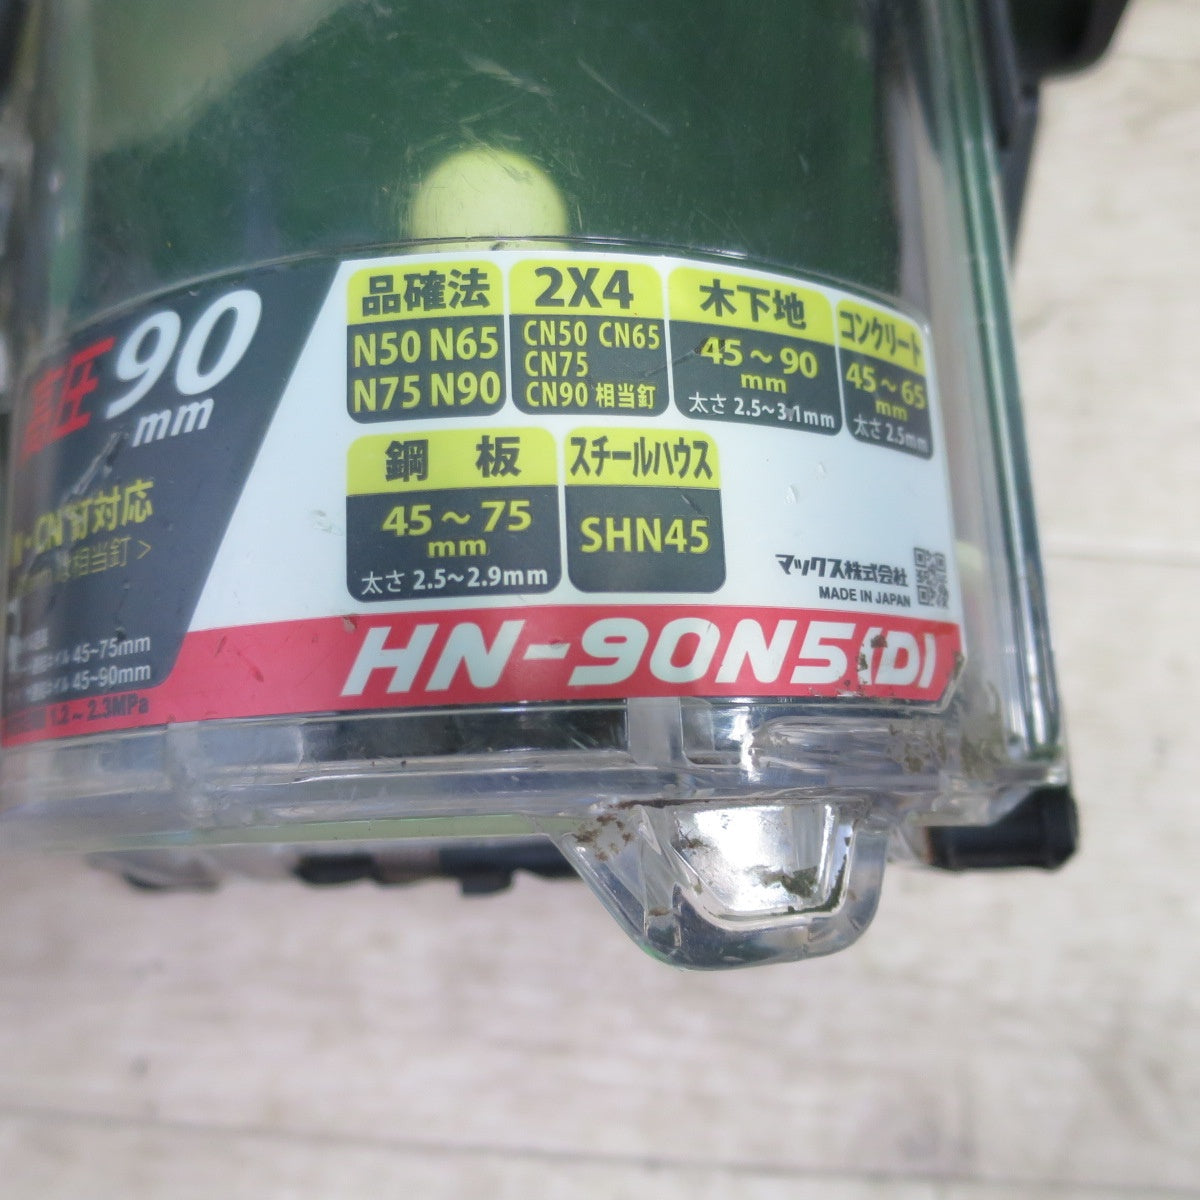 高圧 90
mm
CN釘対応
相当釘>
45~75mm
45~90mm
1.2~2.3MPa
品確法
N50 N65
N75 N90
2X4
CN50 CN65
CN75
CN90 相当釘
木下地
45~90
mm
太さ 2.5~3.1mm
コンクリート
45~65
mm
太さ 2.5mm
鋼 板
45~75
mm
太さ 2.5~2.9mm
スチールハウス
SHN45
マックス株式会社
MADE IN JAPAN
HN-90N5(D)